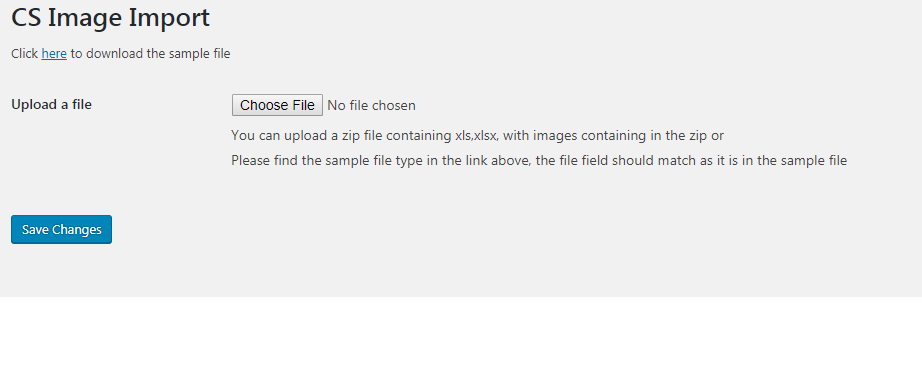 CS Image Import
Click here to download the sample file
Upload a file
Choose File No file chosen
You can upload a zip file containing xls,xlsx, with images containing in the zip or
Please find the sample file type in the link above, the file field should match as it is in the sample file
Save Changes